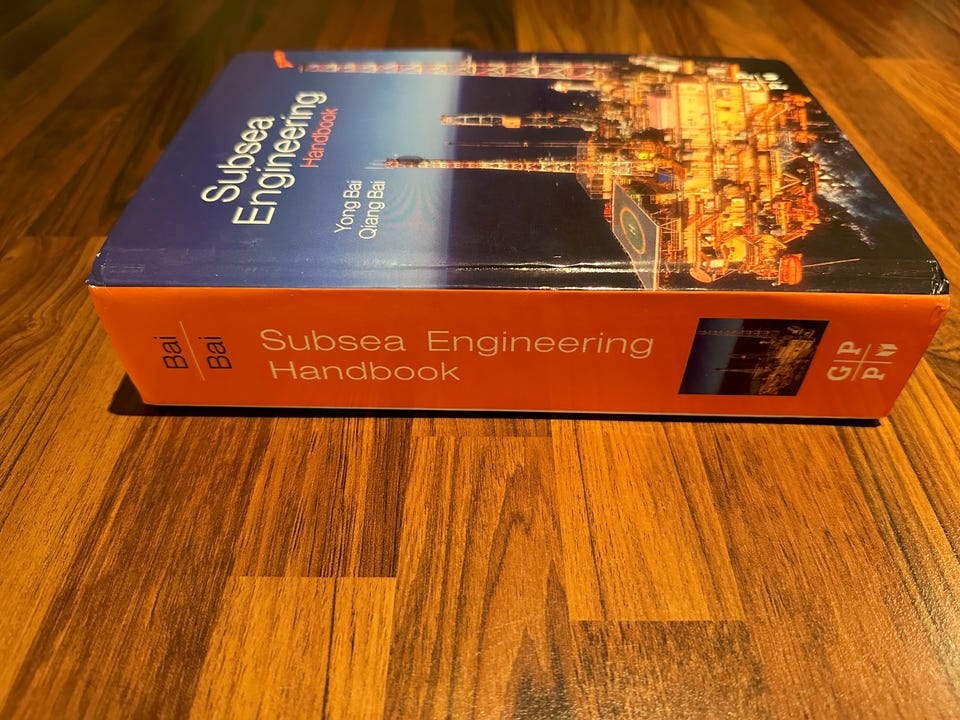 Subsea
Engineering
Handbook
Yong Bai
Qiang Bai
G P
P
Bai
Bai
Subsea Engineering
Handbook
G P
P W
H